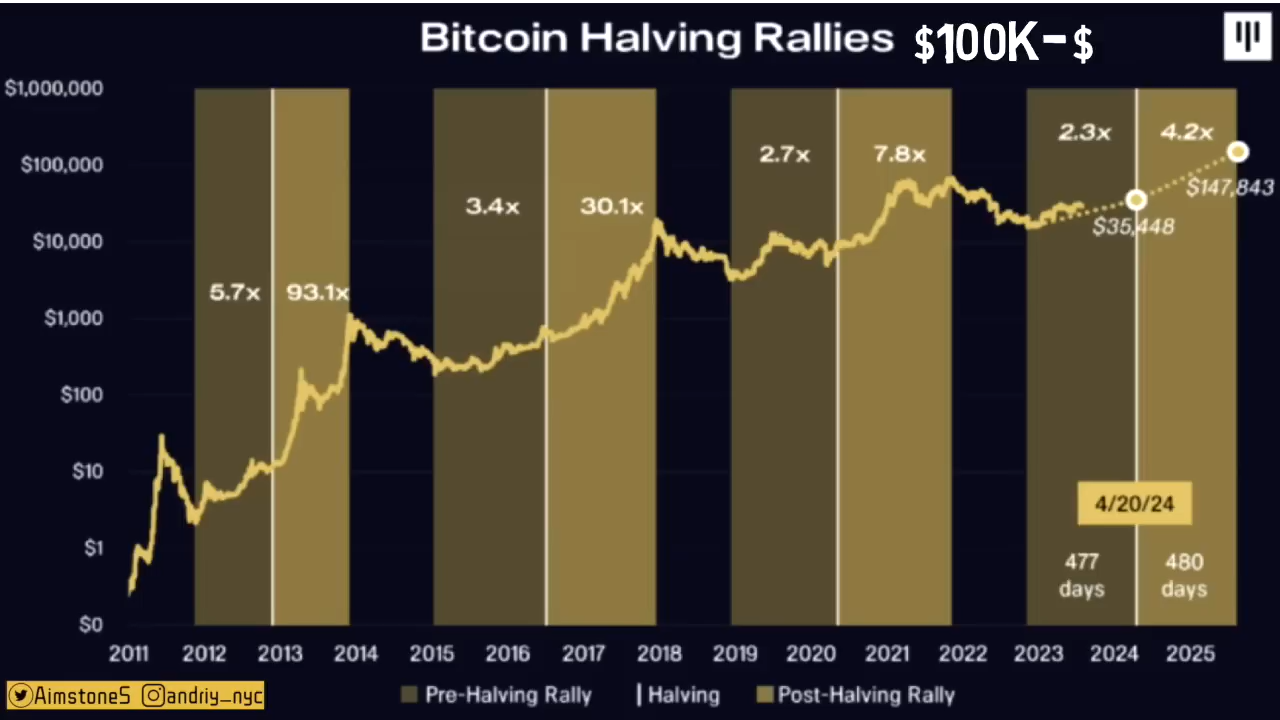 Bitcoin Halving Rallies $100K-$
$1,000,000
$100,000
$10,000
$1,000
$100
$10
$1
$0
5.7x
93.1x
3.4x
30.1x
2.7x
7.8x
2.3x
4.2x
$147,843
$35,448
4/20/24
477 days
480 days
2011 2012 2013 2014 2015 2016 2017 2018 2019 2020 2021 2022 2023 2024 2025
Pre-Halving Rally Halving Post-Halving Rally
AimstoneS andriy_nyc